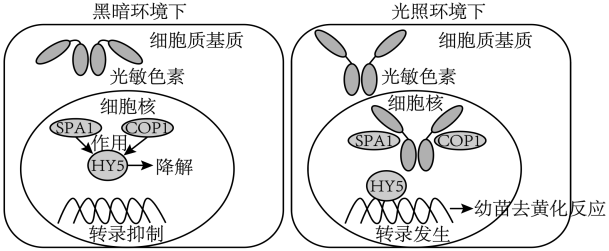 黑暗环境下
细胞质基质
光敏色素
细胞核
SPA1
COP1
作用
HY5
降解
转录抑制
光照环境下
细胞质基质
光敏色素
细胞核
SPA1
COP1
HY5
幼苗去黄化反应
转录发生